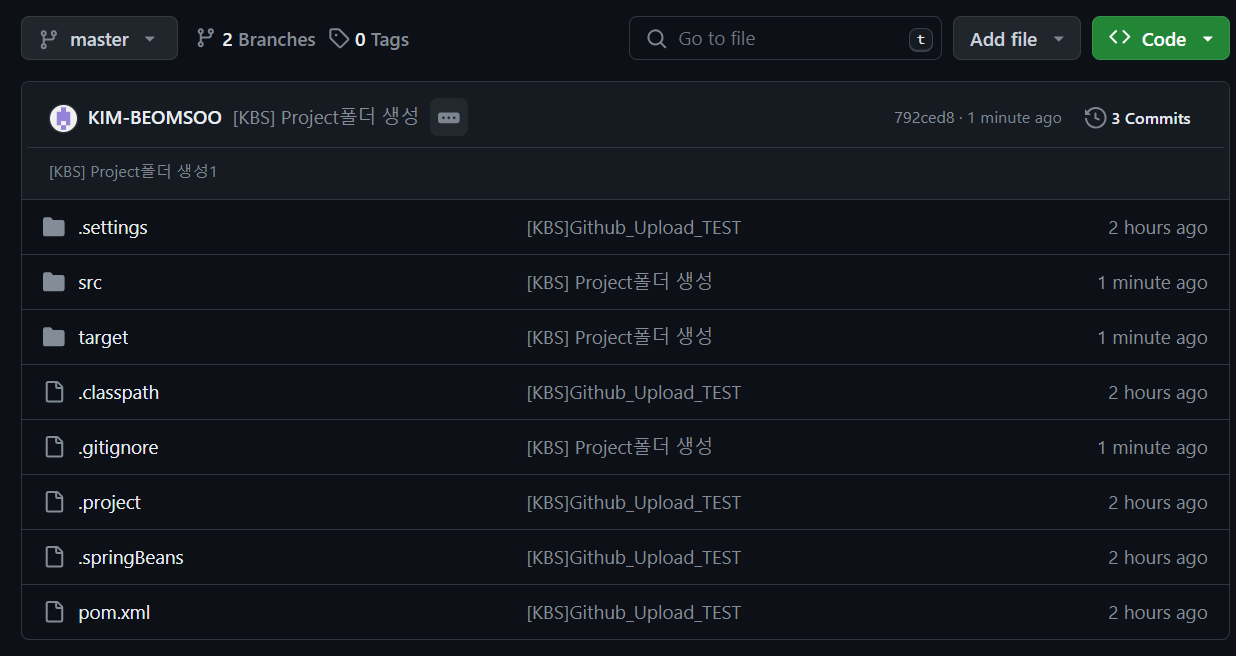 master 2 Branches 0 Tags Go to file t Add file <> Code
KIM-BEOMSOO [KBS] Project폴더 생성 ··· 792ced8 · 1 minute ago 3 Commits
[KBS] Project폴더 생성1
.settings [KBS]Github_Upload_TEST 2 hours ago
src [KBS] Project폴더 생성 1 minute ago
target [KBS] Project폴더 생성 1 minute ago
.classpath [KBS]Github_Upload_TEST 2 hours ago
.gitignore [KBS] Project폴더 생성 1 minute ago
.project [KBS]Github_Upload_TEST 2 hours ago
.springBeans [KBS]Github_Upload_TEST 2 hours ago
pom.xml [KBS]Github_Upload_TEST 2 hours ago